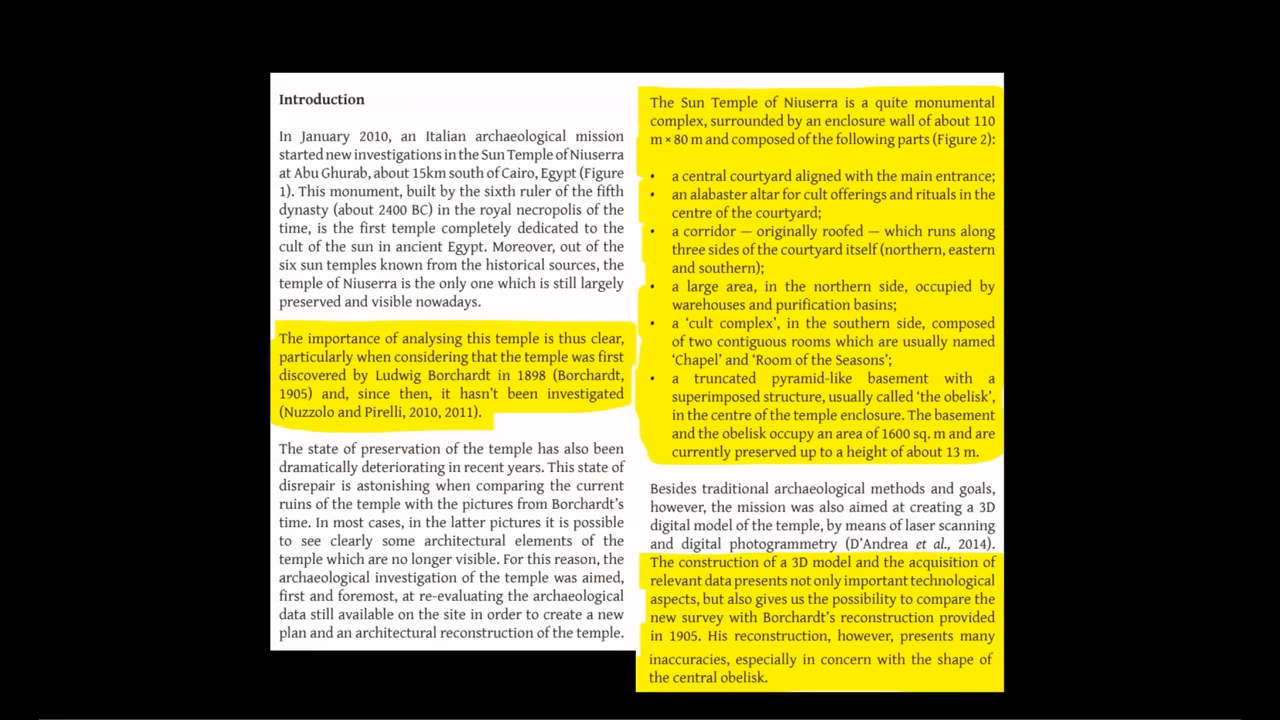 Introduction
In January 2010, an Italian archaeological mission
started new investigations in the Sun Temple of Niuserra
at Abu Ghurab, about 15km south of Cairo, Egypt (Figure
1). This monument, built by the sixth ruler of the fifth
dynasty (about 2400 BC) in the royal necropolis of the
time, is the first temple completely dedicated to the
cult of the sun in ancient Egypt. Moreover, out of the
six sun temples known from the historical sources, the
temple of Niuserra is the only one which is still largely
preserved and visible nowadays.
The importance of analysing this temple is thus clear,
particularly when considering that the temple was first
discovered by Ludwig Borchardt in 1898 (Borchardt,
1905) and, since then, it hasn't been investigated
(Nuzzolo and Pirelli, 2010, 2011).
The state of preservation of the temple has also been
dramatically deteriorating in recent years. This state of
disrepair is astonishing when comparing the current
ruins of the temple with the pictures from Borchardt's
time. In most cases, in the latter pictures it is possible
to see clearly some architectural elements of the
temple which are no longer visible. For this reason, the
archaeological investigation of the temple was aimed,
first and foremost, at re-evaluating the archaeological
data still available on the site in order to create a new
plan and an architectural reconstruction of the temple.
The Sun Temple of Niuserra is a quite monumental
complex, surrounded by an enclosure wall of about 110
m × 80 m and composed of the following parts (Figure 2):
• a central courtyard aligned with the main entrance;
• an alabaster altar for cult offerings and rituals in the
centre of the courtyard;
• a corridor — originally roofed — which runs along
three sides of the courtyard itself (northern, eastern
and southern);
• a large area, in the northern side, occupied by
warehouses and purification basins;
• a 'cult complex', in the southern side, composed
of two contiguous rooms which are usually named
'Chapel' and 'Room of the Seasons';
• a truncated pyramid-like basement with a
superimposed structure, usually called 'the obelisk',
in the centre of the temple enclosure. The basement
and the obelisk occupy an area of 1600 sq. m and are
currently preserved up to a height of about 13 m.
Besides traditional archaeological methods and goals,
however, the mission was also aimed at creating a 3D
digital model of the temple, by means of laser scanning
and digital photogrammetry (D'Andrea et al., 2014).
The construction of a 3D model and the acquisition of
relevant data presents not only important technological
aspects, but also gives us the possibility to compare the
new survey with Borchardt's reconstruction provided
in 1905. His reconstruction, however, presents many
inaccuracies, especially in concern with the shape of
the central obelisk.